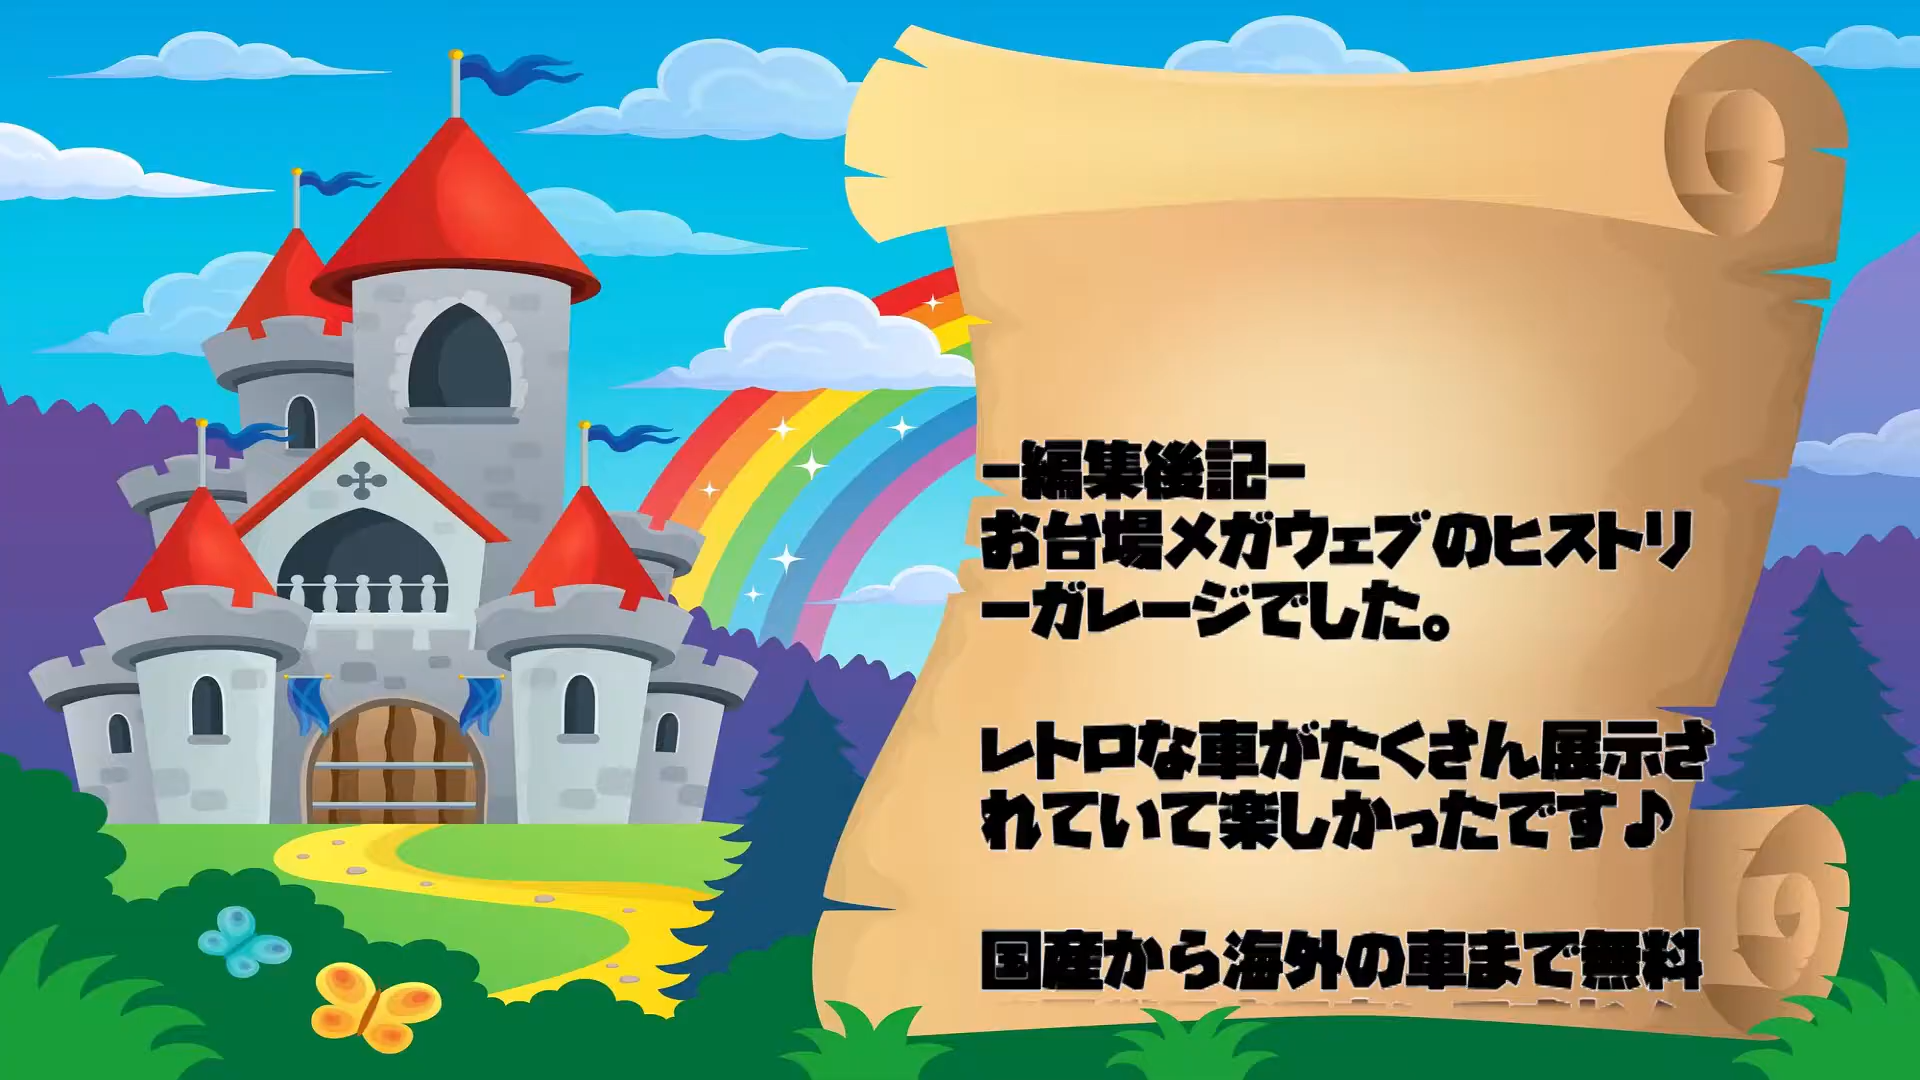 ー編集後記ー
お台場メガウェブのヒストリ
ーガレージでした。
レトロな車がたくさん展示さ
れていて楽しかったです♪
国産から海外の車まで無料